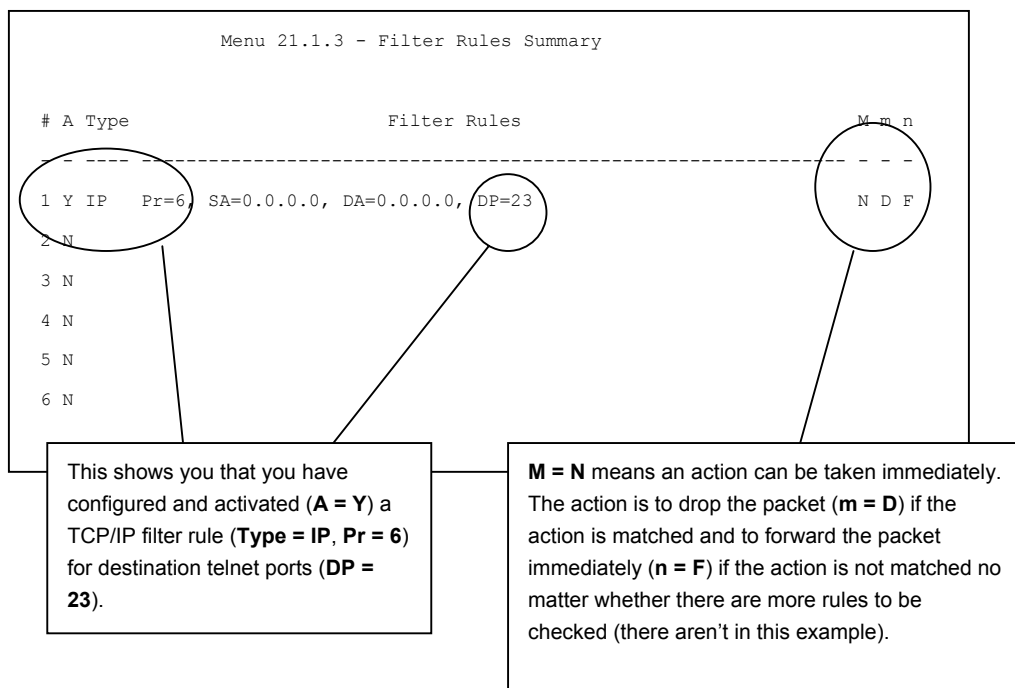 Menu 21.1.3 - Filter Rules Summary
# A Type Filter Rules M m n
- - ---- --------------------------------------------------------------------------- - - -
1 Y IP Pr=6, SA=0.0.0.0, DA=0.0.0.0, DP=23 N D F
2 N
3 N
4 N
5 N
6 N
This shows you that you have
configured and activated (A = Y) a
TCP/IP filter rule (Type = IP, Pr = 6)
for destination telnet ports (DP =
23).
M = N means an action can be taken immediately.
The action is to drop the packet (m = D) if the
action is matched and to forward the packet
immediately (n = F) if the action is not matched no
matter whether there are more rules to be
checked (there aren't in this example).